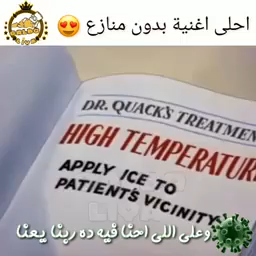 احلى اغنية بدون منازع 😍
DR. QUACK'S TREATMEN
HIGH TEMPERATUR
APPLY ICE TO
PATIENT'S VICINITY
وعلى اللى احنا فيه ده ربنا يعنا